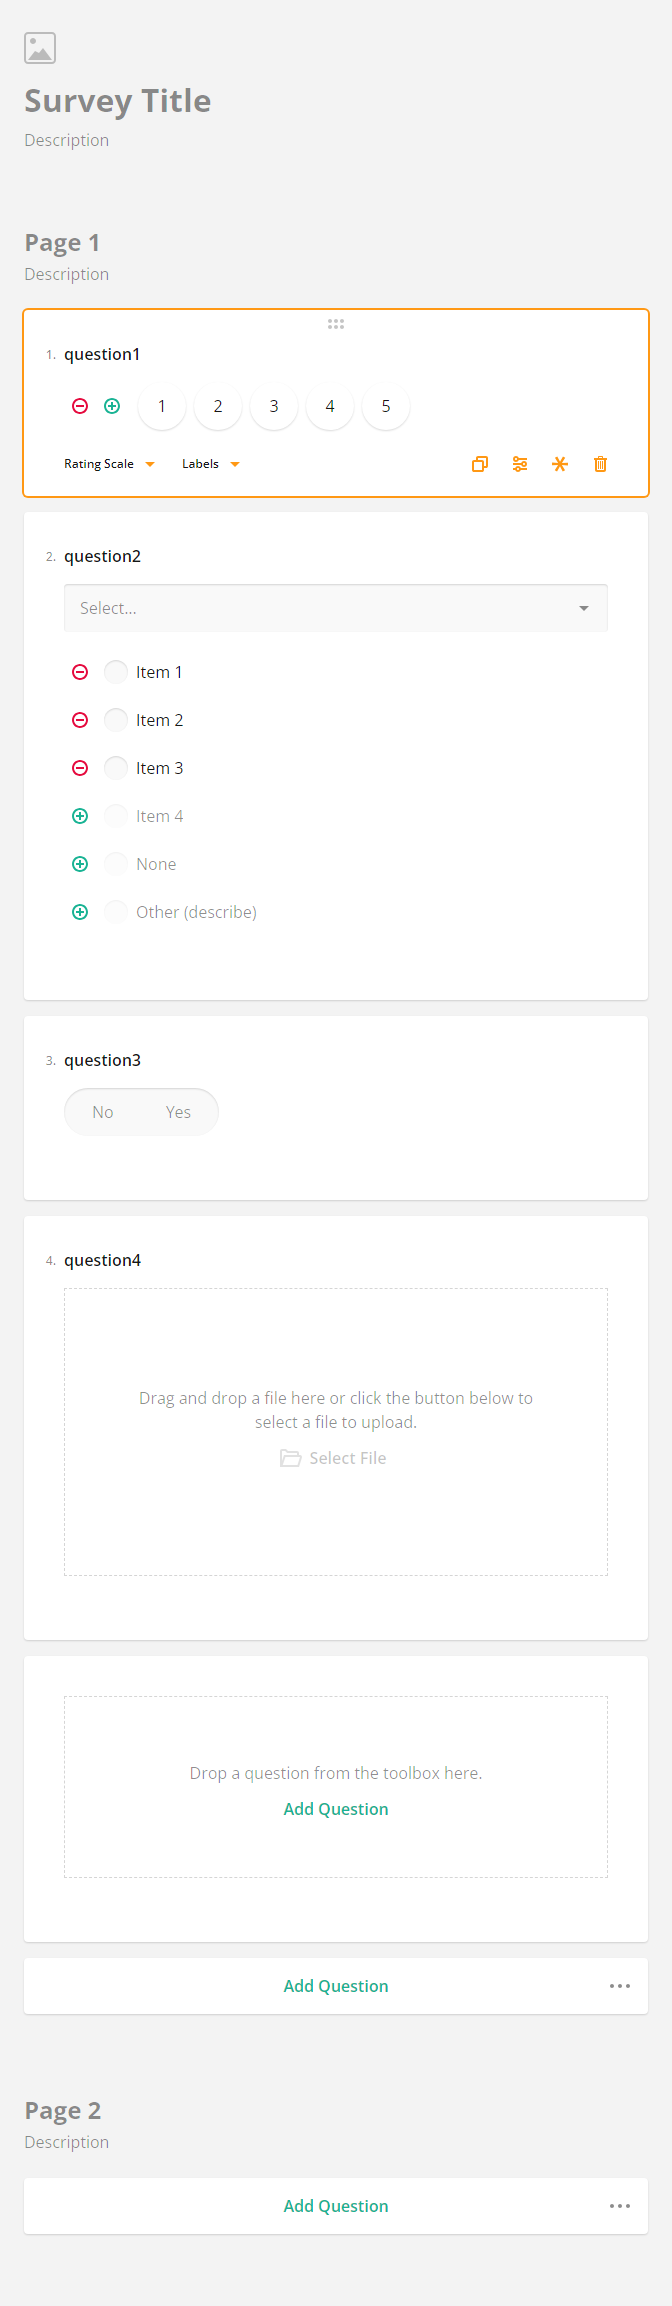 Survey Title
Description
Page 1
Description
1. question1
1 2 3 4 5
Rating Scale Labels
2. question2
Select...
Item 1
Item 2
Item 3
Item 4
None
Other (describe)
3. question3
No Yes
4. question4
Drag and drop a file here or click the button below to
select a file to upload.
Select File
Drop a question from the toolbox here.
Add Question
Add Question
Page 2
Description
Add Question